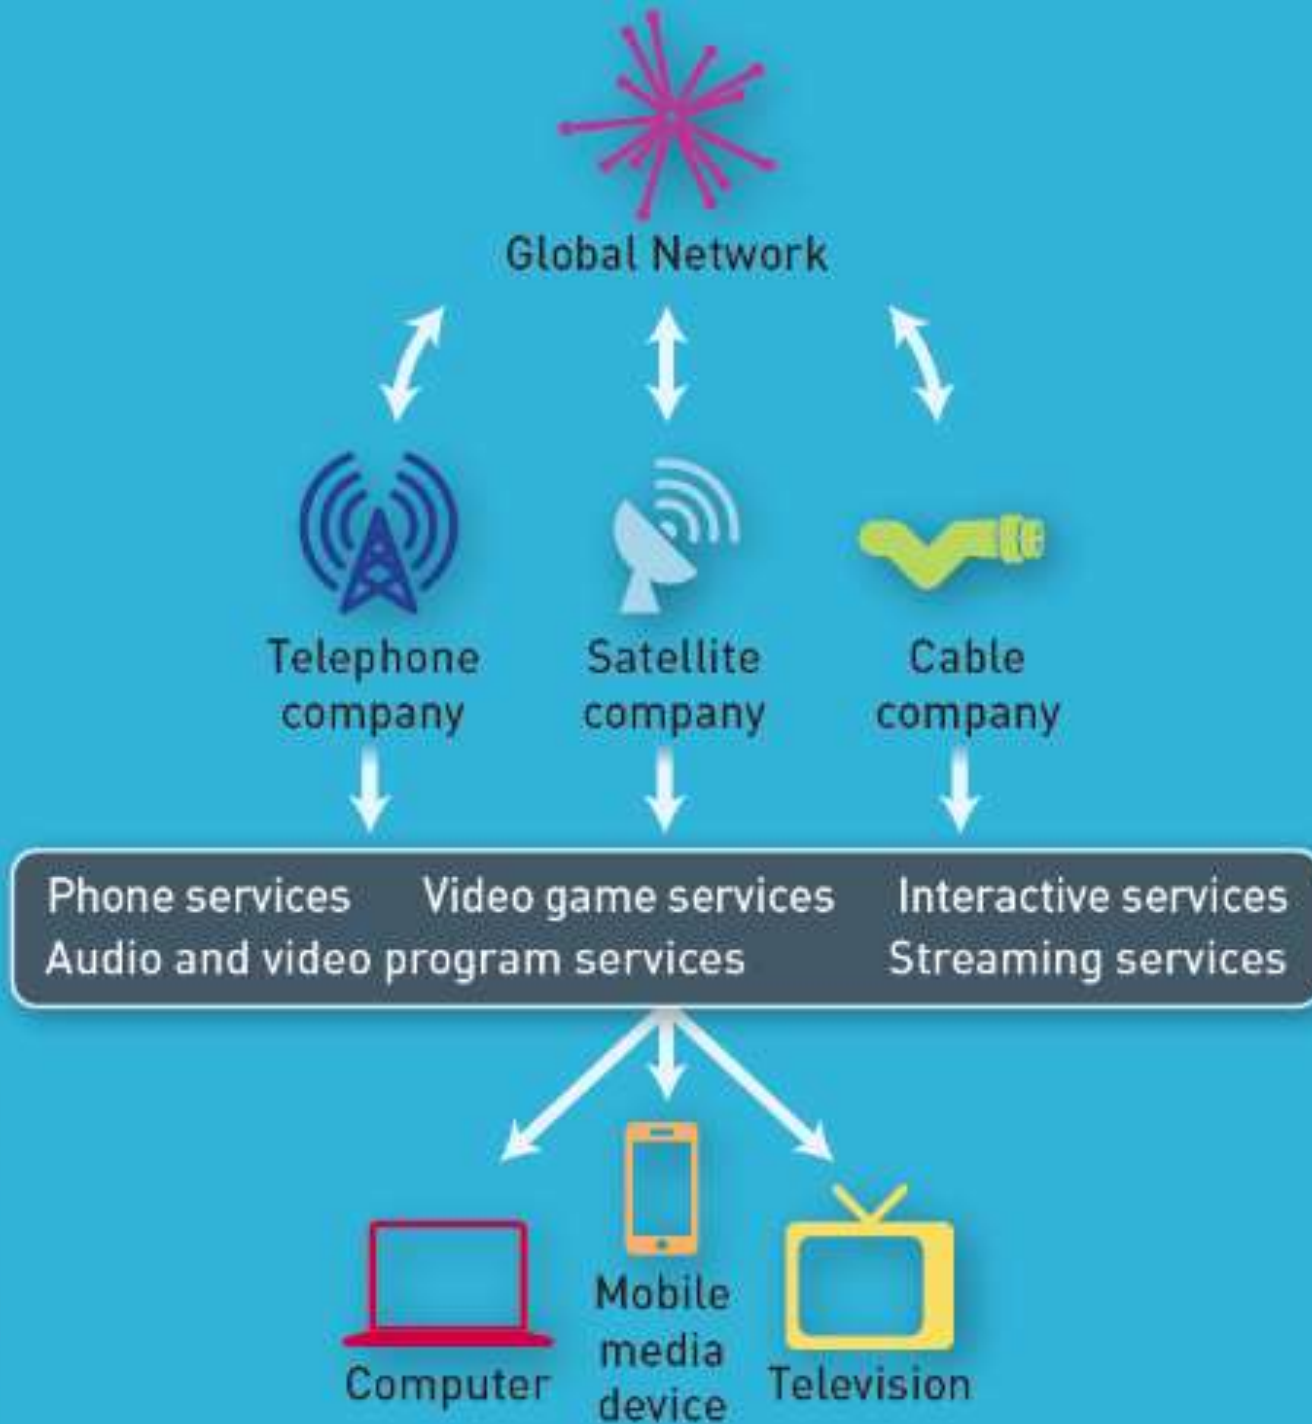 Global Network
Telephone
company
Satellite
company
Cable
company
Phone services Video game services Interactive services
Audio and video program services Streaming services
Computer
Mobile
media
device
Television